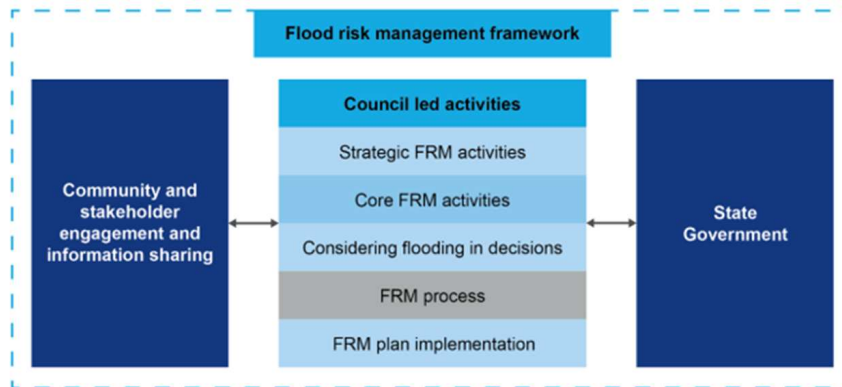 Flood risk management framework
Community and
stakeholder
engagement and
information sharing
Council led activities
Strategic FRM activities
Core FRM activities
Considering flooding in decisions
FRM process
FRM plan implementation
State
Government